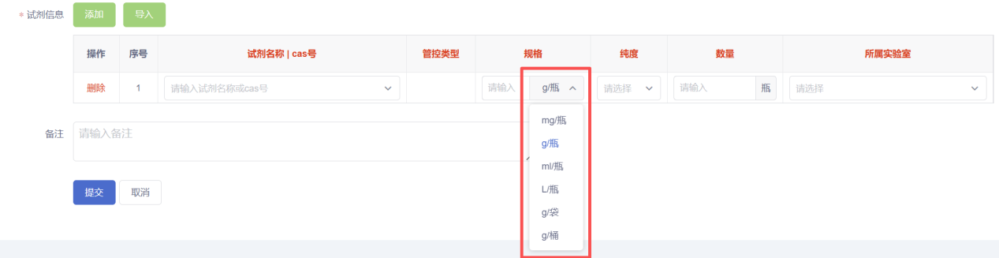 * 试剂信息 添加 导入
操作 序号 试剂名称 | cas号 管控类型 规格 纯度 数量 所属实验室
删除 1 请输入试剂名称或cas号 请输入 g/瓶 请选择 请输入 瓶 请选择
mg/瓶
备注 请输入备注
g/瓶
ml/瓶
L/瓶
提交 取消
g/袋
g/桶